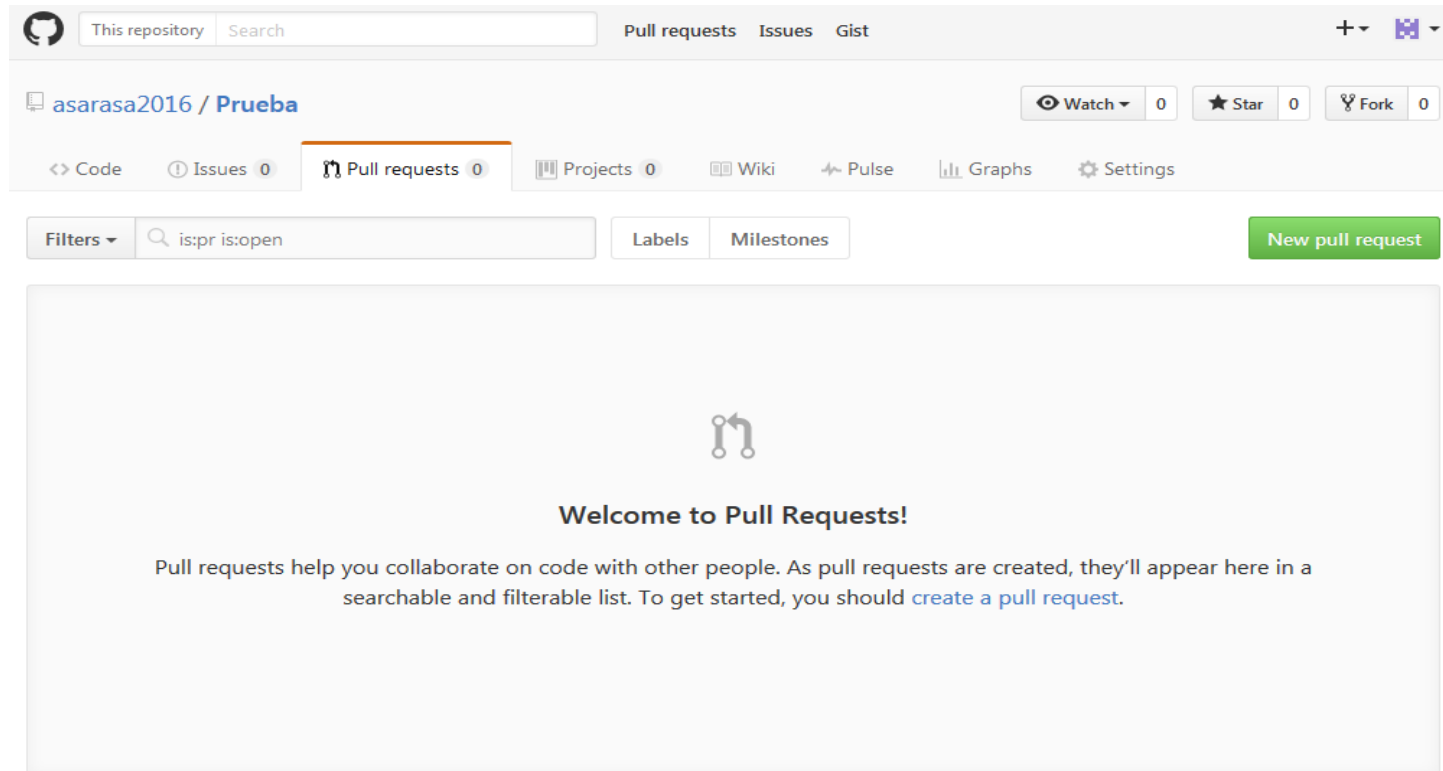 This repository Search Pull requests Issues Gist
asarasa2016 / Prueba Watch 0 Star 0 Fork 0
Code Issues 0 Pull requests 0 Projects 0 Wiki Pulse Graphs Settings
Filters is:pr is:open Labels Milestones New pull request
Welcome to Pull Requests!
Pull requests help you collaborate on code with other people. As pull requests are created, they’ll appear here in a
searchable and filterable list. To get started, you should create a pull request.